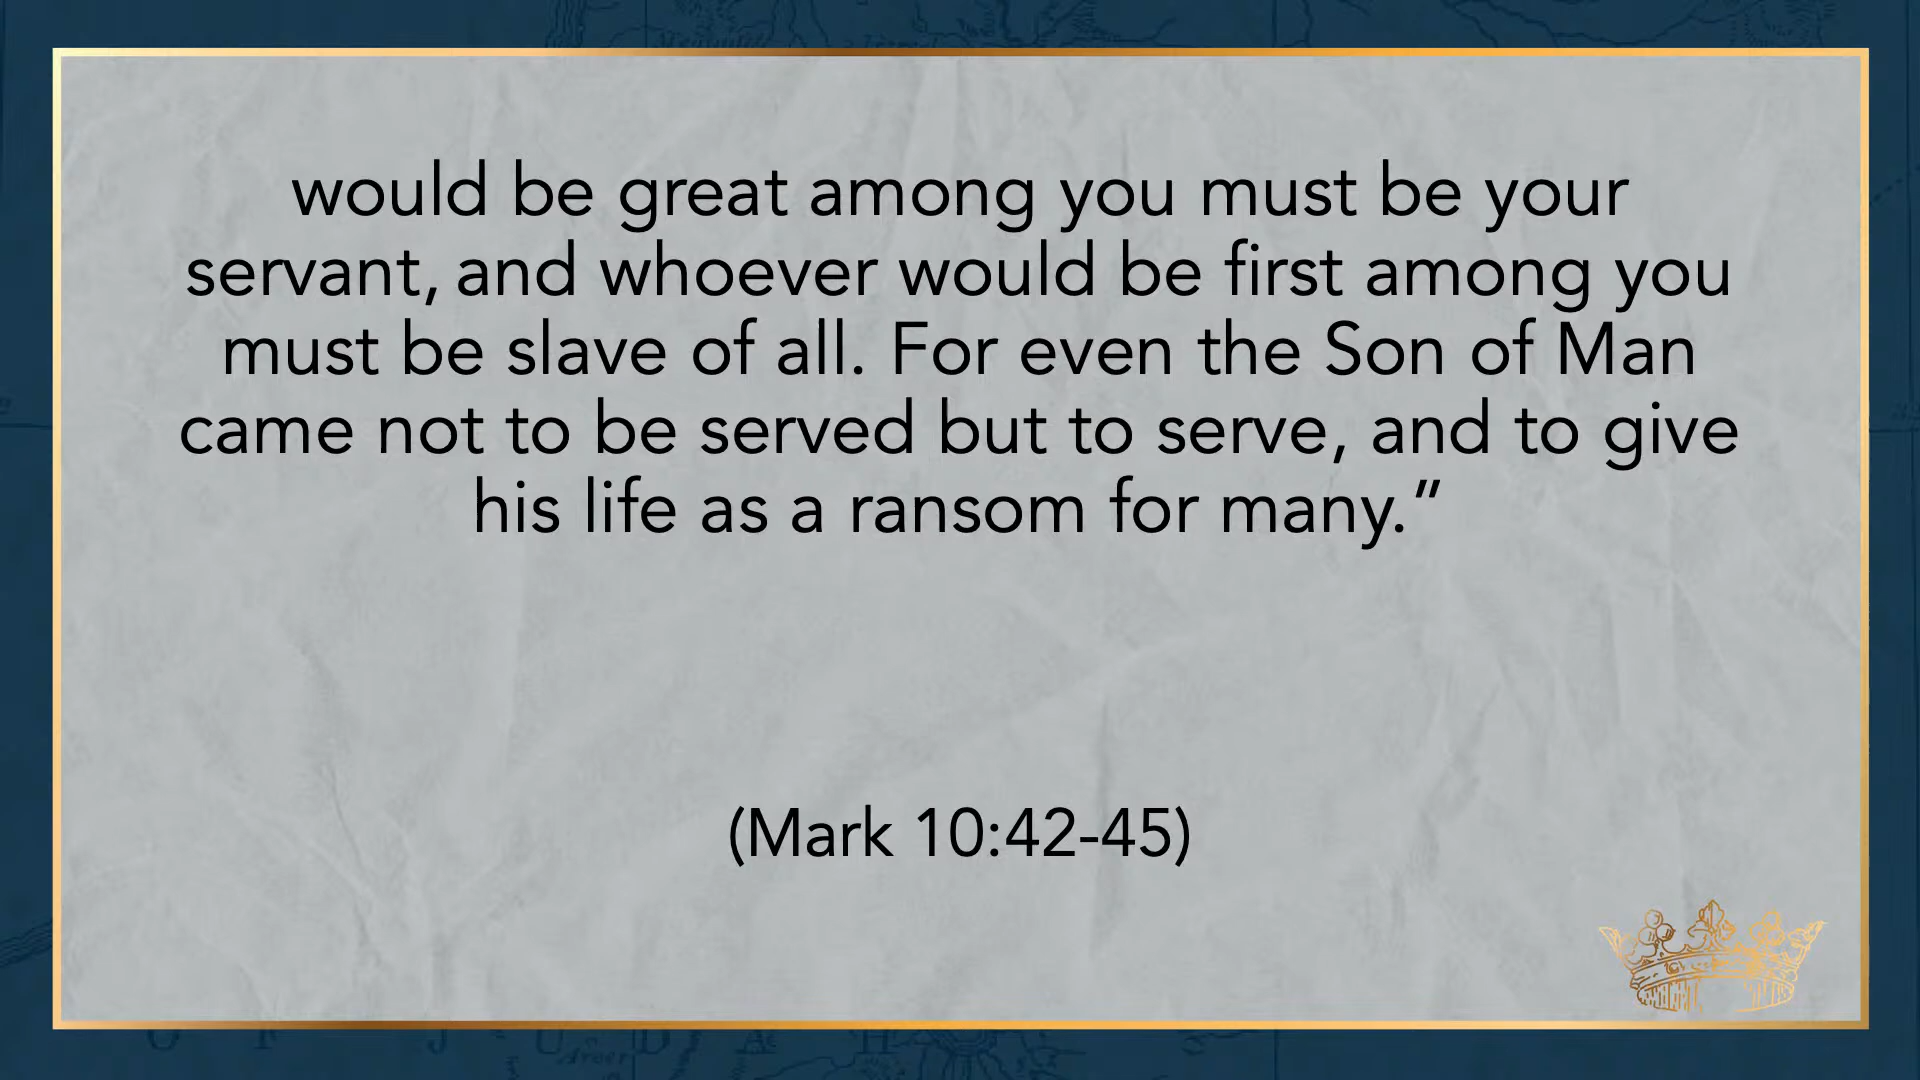 would be great among you must be your
servant, and whoever would be first among you
must be slave of all. For even the Son of Man
came not to be served but to serve, and to give
his life as a ransom for many.”
(Mark 10:42-45)
O F J U D A H
Aroer